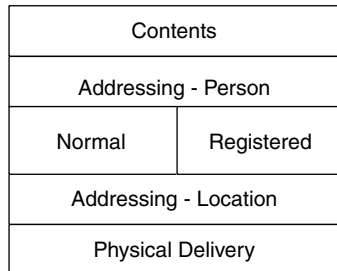 Contents
Addressing - Person
Normal Registered
Addressing - Location
Physical Delivery